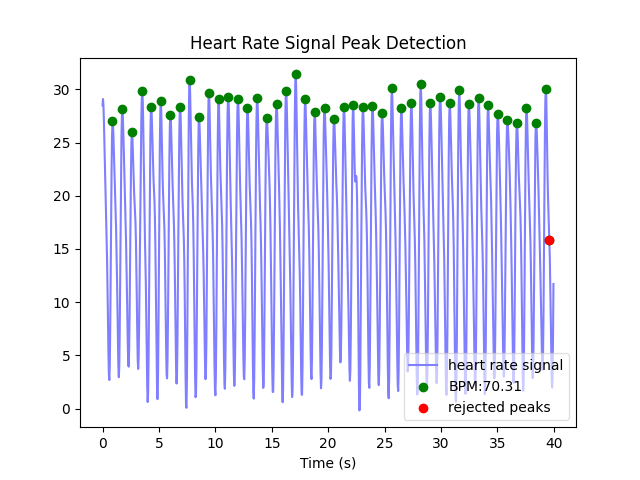 Heart Rate Signal Peak Detection
30
25
20
15
10
5
0
heart rate signal
BPM:70.31
rejected peaks
0 5 10 15 20 25 30 35 40
Time (s)